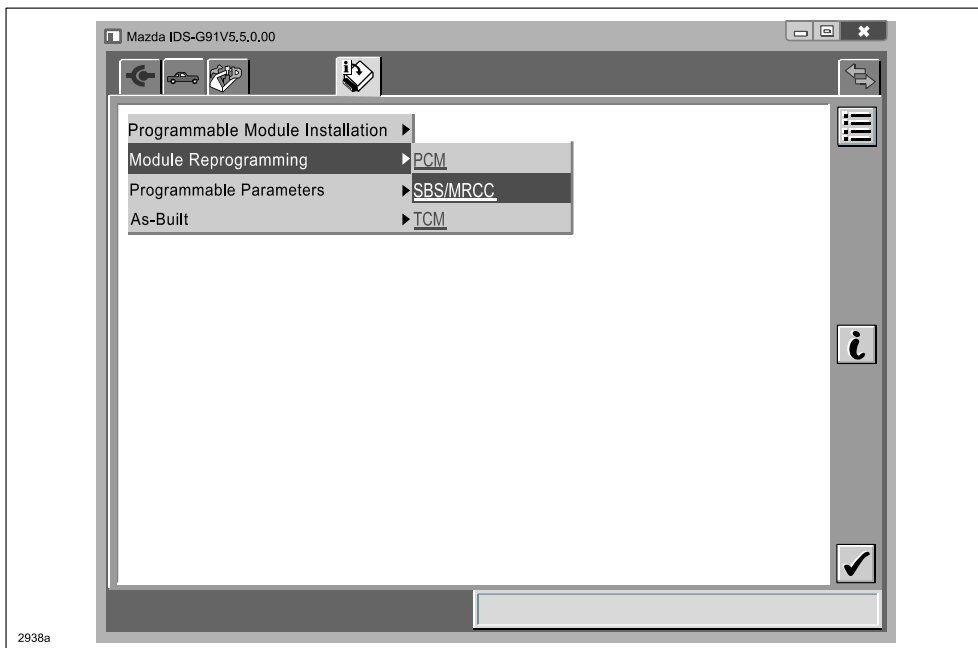 Mazda IDS-G91V5.5.0.00
Programmable Module Installation
Module Reprogramming
PCM
Programmable Parameters
SBS/MRCC
As-Built
TCM
2938a